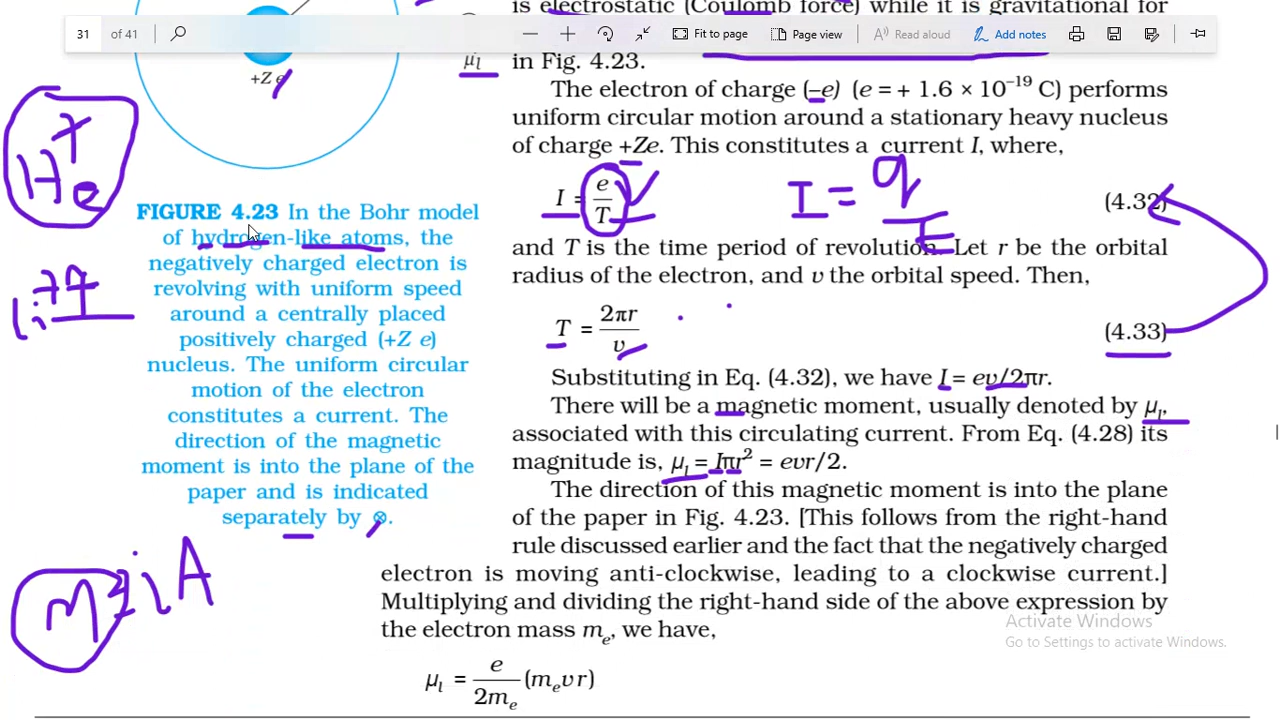 is electrostatic (Coulomb force) while it is gravitational for
31 of 41
Fit to page
Page view
Read aloud
Add notes
+Z e
μl
in Fig. 4.23.
The electron of charge (–e) (e = + 1.6 × 10⁻¹⁹ C) performs
uniform circular motion around a stationary heavy nucleus
of charge +Ze. This constitutes a current I, where,
He+
I = e/T
I = q/t
(4.32)
FIGURE 4.23 In the Bohr model
of hydrogen-like atoms, the
negatively charged electron is
revolving with uniform speed
around a centrally placed
positively charged (+Z e)
nucleus. The uniform circular
motion of the electron
constitutes a current. The
direction of the magnetic
moment is into the plane of the
paper and is indicated
separately by ⊗.
and T is the time period of revolution. Let r be the orbital
radius of the electron, and v the orbital speed. Then,
T = 2πr/v
(4.33)
Substituting in Eq. (4.32), we have I = ev/2πr.
There will be a magnetic moment, usually denoted by μl,
associated with this circulating current. From Eq. (4.28) its
magnitude is, μl = Iπr² = evr/2.
The direction of this magnetic moment is into the plane
of the paper in Fig. 4.23. [This follows from the right-hand
rule discussed earlier and the fact that the negatively charged
electron is moving anti-clockwise, leading to a clockwise current.]
Multiplying and dividing the right-hand side of the above expression by
the electron mass me, we have,
M = iA
μl = e/2me (me v r)
Activate Windows
Go to Settings to activate Windows.